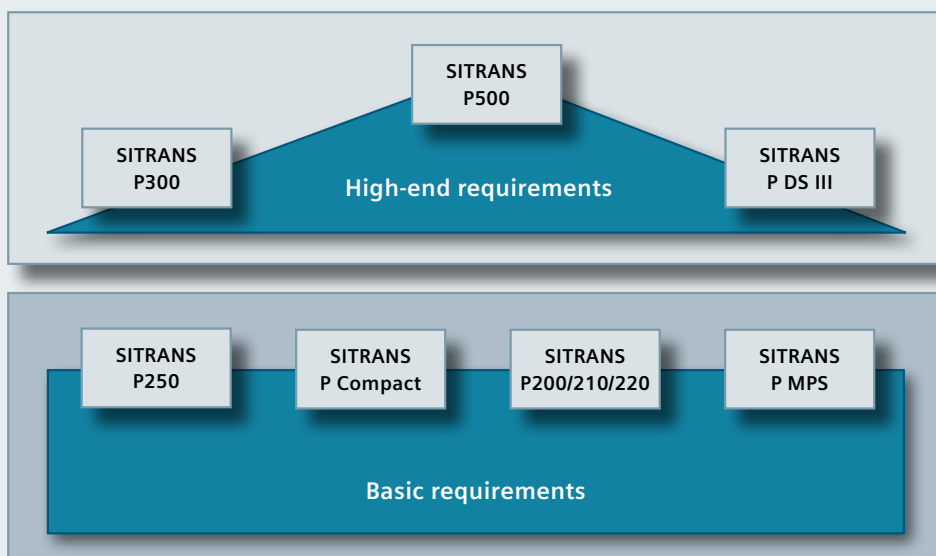 SITRANS
P500
SITRANS
P300
SITRANS
P DS III
High-end requirements
SITRANS
P250
SITRANS
P Compact
SITRANS
P200/210/220
SITRANS
P MPS
Basic requirements